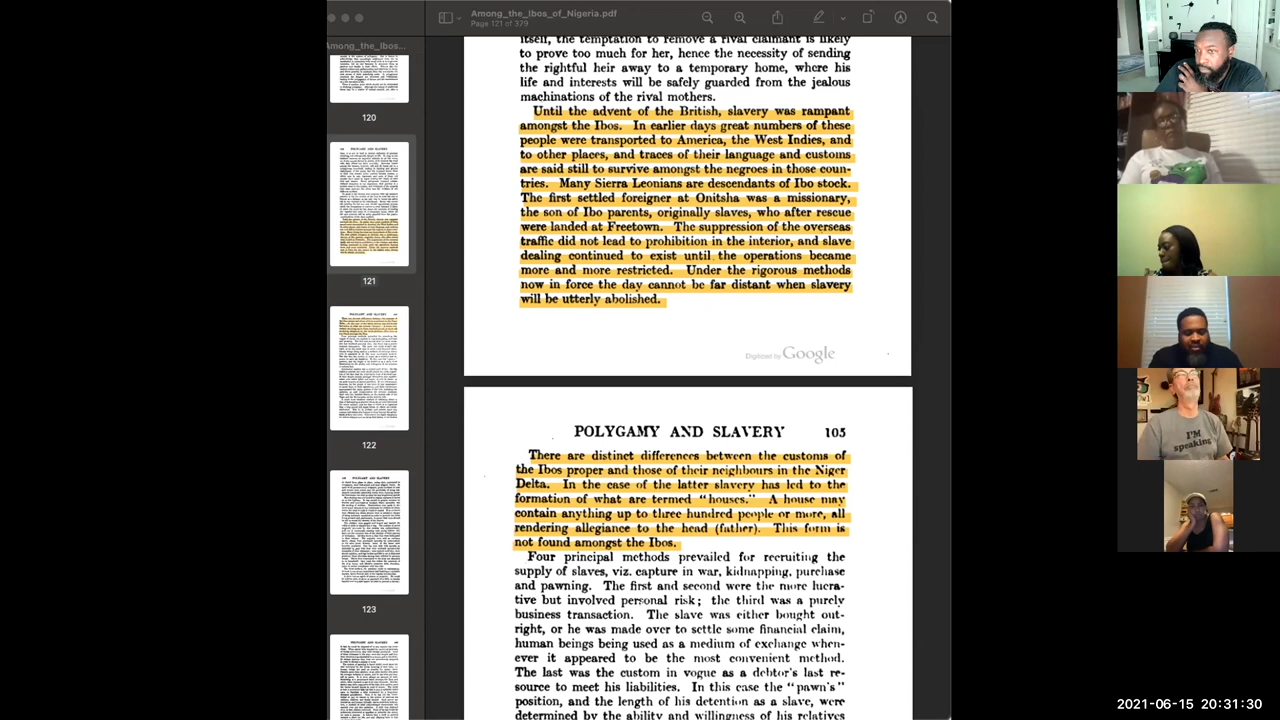 Among_the_Ibos_of_Nigeria.pdf
Page 121 of 379
Among_the_Ibos...
120
121
122
123
itself, the temptation to remove a rival claimant is likely
to prove too much for her, hence the necessity of sending
the rightful heir away to a temporary home, where his
life and interests will be safely guarded from the jealous
machinations of the rival mothers.
Until the advent of the British, slavery was rampant
amongst the Ibos. In earlier days great numbers of these
people were transported to America, the West Indies, and
to other places, and traces of their language and customs
are said still to survive amongst the negroes in those coun-
tries. Many Sierra Leonians are descendants of Ibo stock.
The first settled foreigner at Onitsha was a missionary,
the son of Ibo parents, originally slaves, who after rescue
were landed at Freetown. The suppression of the overseas
traffic did not lead to prohibition in the interior, and slave
dealing continued to exist until the operations became
more and more restricted. Under the rigorous methods
now in force the day cannot be far distant when slavery
will be utterly abolished.
Digitized by Google
POLYGAMY AND SLAVERY 105
There are distinct differences between the customs of
the Ibos proper and those of their neighbours in the Niger
Delta. In the case of the latter slavery has led to the
formation of what are termed "houses." A house may
contain anything up to three hundred people or more, all
rendering allegiance to the head (father). This form is
not found amongst the Ibos.
Four principal methods prevailed for replenishing the
supply of slaves, viz. capture in war, kidnapping, purchase
and pawning. The first and second were the more lucra-
tive but involved personal risk; the third was a purely
business transaction. The slave was either bought out-
right, or he was made over to settle some financial claim,
human beings being used as a medium of exchange when-
ever it appeared to be the most convenient method.
The last was the custom in vogue as a debtor's last re-
source to meet his liabilities. In this case the "pawn's"
position, and the length of his detention as a slave, were
determined by the ability and willingness of his relatives
I'M
speaking
2021-06-15 20:31:30